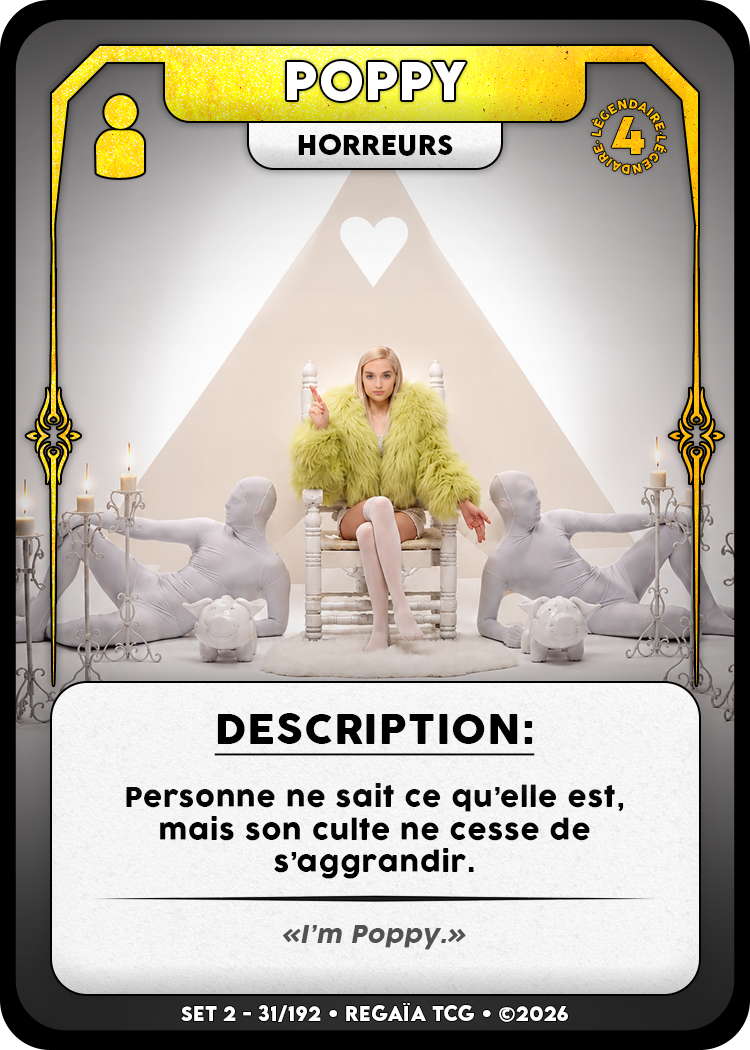 POPPY
HORREURS
LÉGENDAIRE·LÉGENDAIRE·
4
DESCRIPTION:
Personne ne sait ce qu'elle est,
mais son culte ne cesse de
s'aggrandir.
«I'm Poppy.»
SET 2 - 31/192 • REGAÏA TCG • ©2026